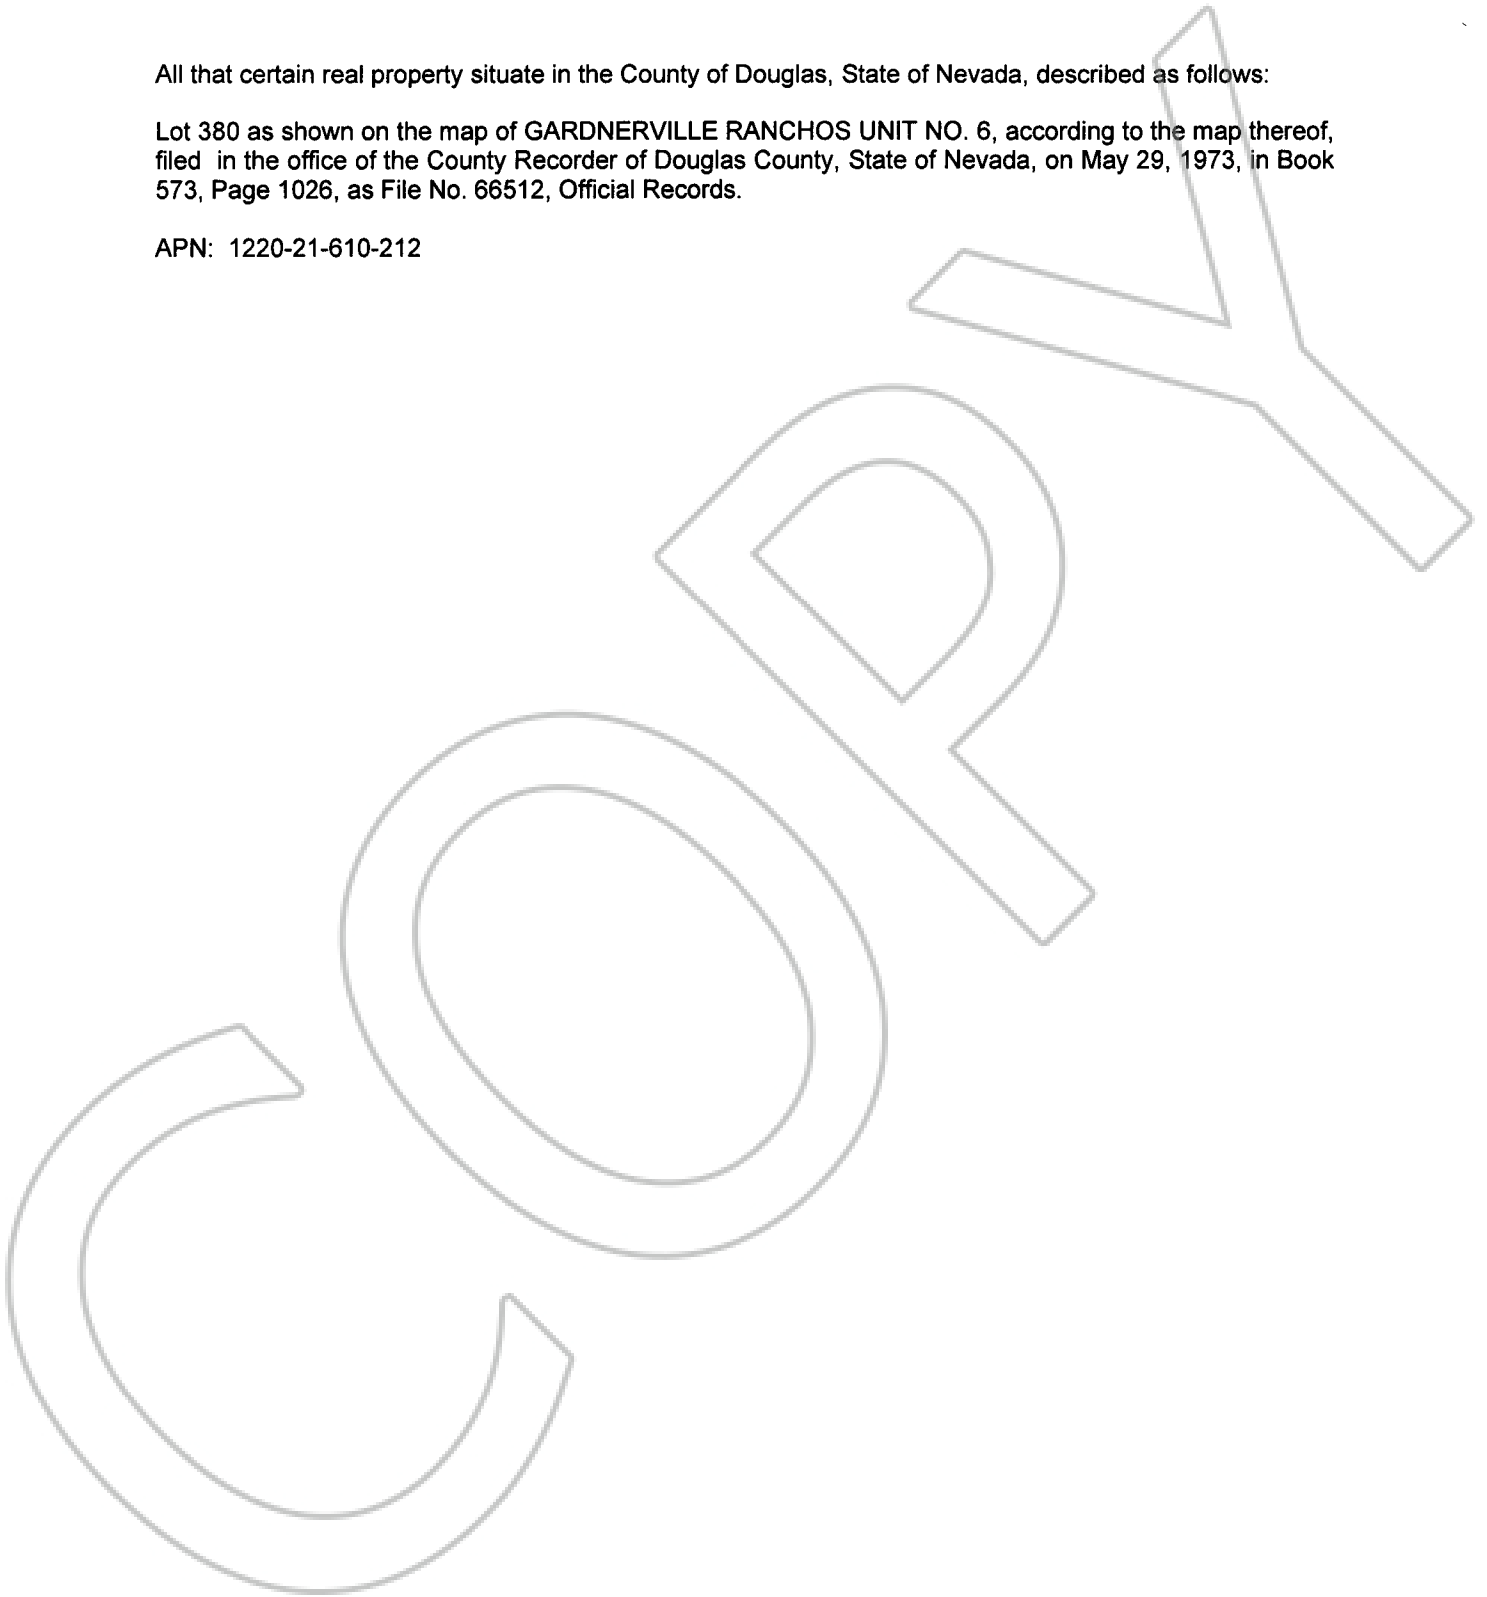 All that certain real property situate in the County of Douglas, State of Nevada, described as follows:
Lot 380 as shown on the map of GARDNERVILLE RANCHOS UNIT NO. 6, according to the map thereof,
filed  in the office of the County Recorder of Douglas County, State of Nevada, on May 29, 1973, in Book
573, Page 1026, as File No. 66512, Official Records.
APN:  1220-21-610-212
COPY